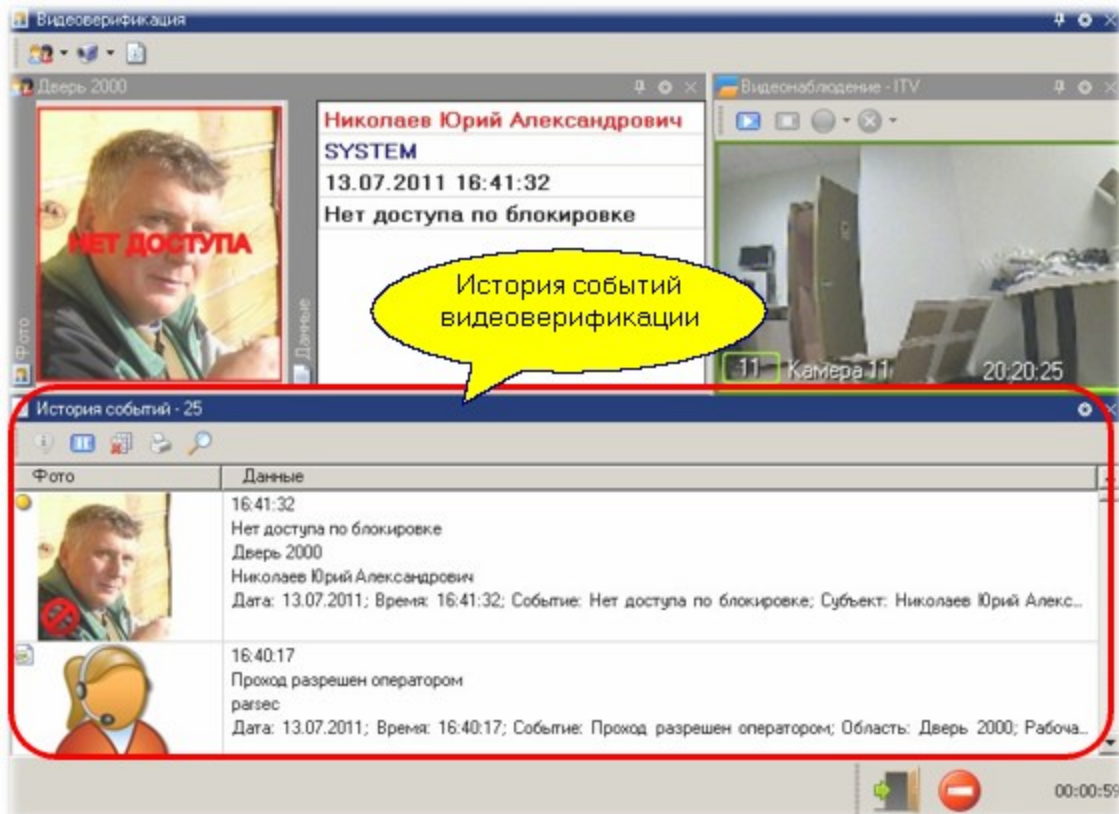 Видеоверификация
Дверь 2000
Видеонаблюдение - ITV
Николаев Юрий Александрович
SYSTEM
13.07.2011 16:41:32
Нет доступа по блокировке
НЕТ ДОСТУПА
Фото
Данные
История событий
видеоверификации
11 Камера 11 20:20:25
История событий - 25
Фото Данные
16:41:32
Нет доступа по блокировке
Дверь 2000
Николаев Юрий Александрович
Дата: 13.07.2011; Время: 16:41:32; Событие: Нет доступа по блокировке; Субъект: Николаев Юрий Алекс...
16:40:17
Проход разрешен оператором
parsec
Дата: 13.07.2011; Время: 16:40:17; Событие: Проход разрешен оператором; Область: Дверь 2000; Рабоча...
00:00:59